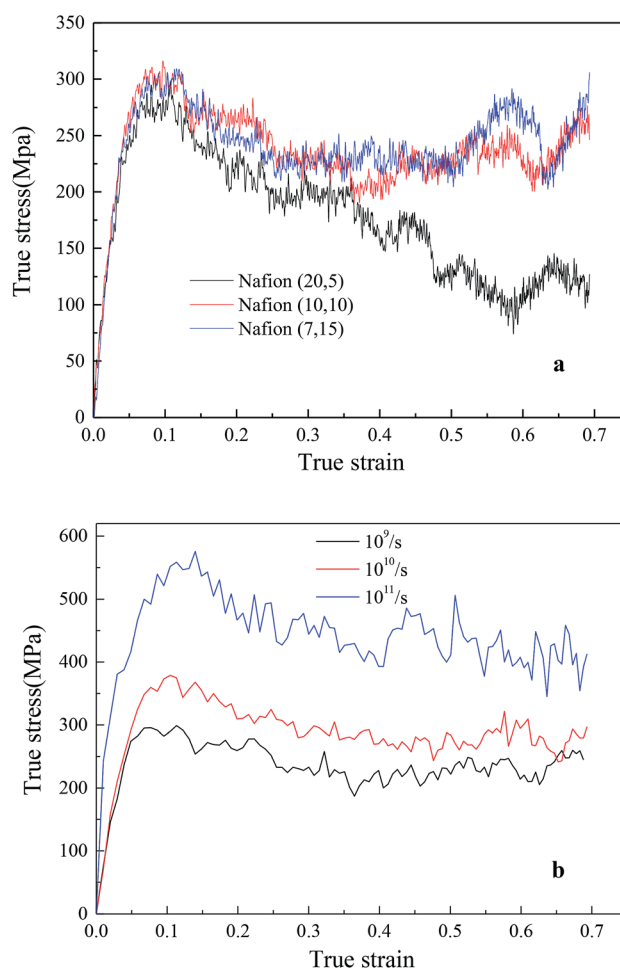 350
300
250
200
150
100
50
0
True stress(Mpa)
Nafion (20,5)
Nafion (10,10)
Nafion (7,15)
a
0.0 0.1 0.2 0.3 0.4 0.5 0.6 0.7
True strain
600
500
400
300
200
100
0
True stress(MPa)
10⁹/s
10¹⁰/s
10¹¹/s
b
0.0 0.1 0.2 0.3 0.4 0.5 0.6 0.7
True strain